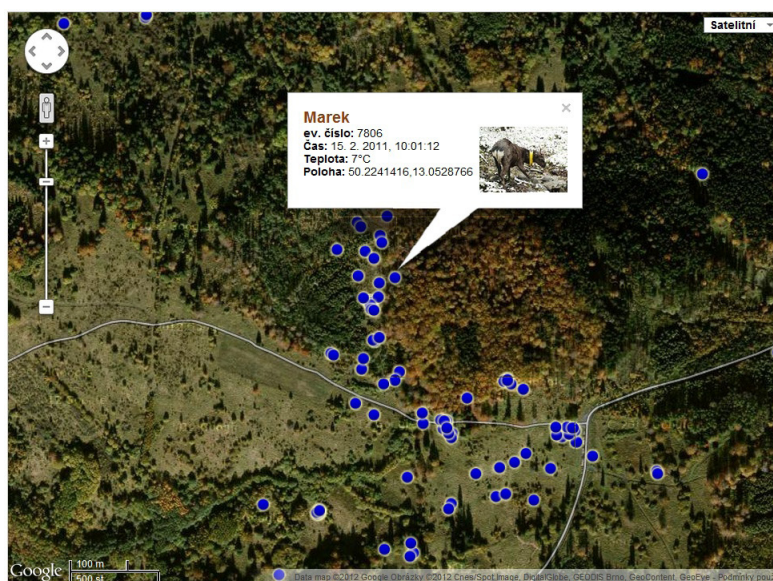 Satelitní
Marek
ev. číslo: 7806
Čas: 15. 2. 2011, 10:01:12
Teplota: 7°C
Poloha: 50.2241416,13.0528766
Google
100 m
500 st
Data map ©2012 Google Obrázky ©2012 Cnes/Spot Image, DigitalGlobe, GEODIS Brno, GeoContent, GeoEye - Podmínky